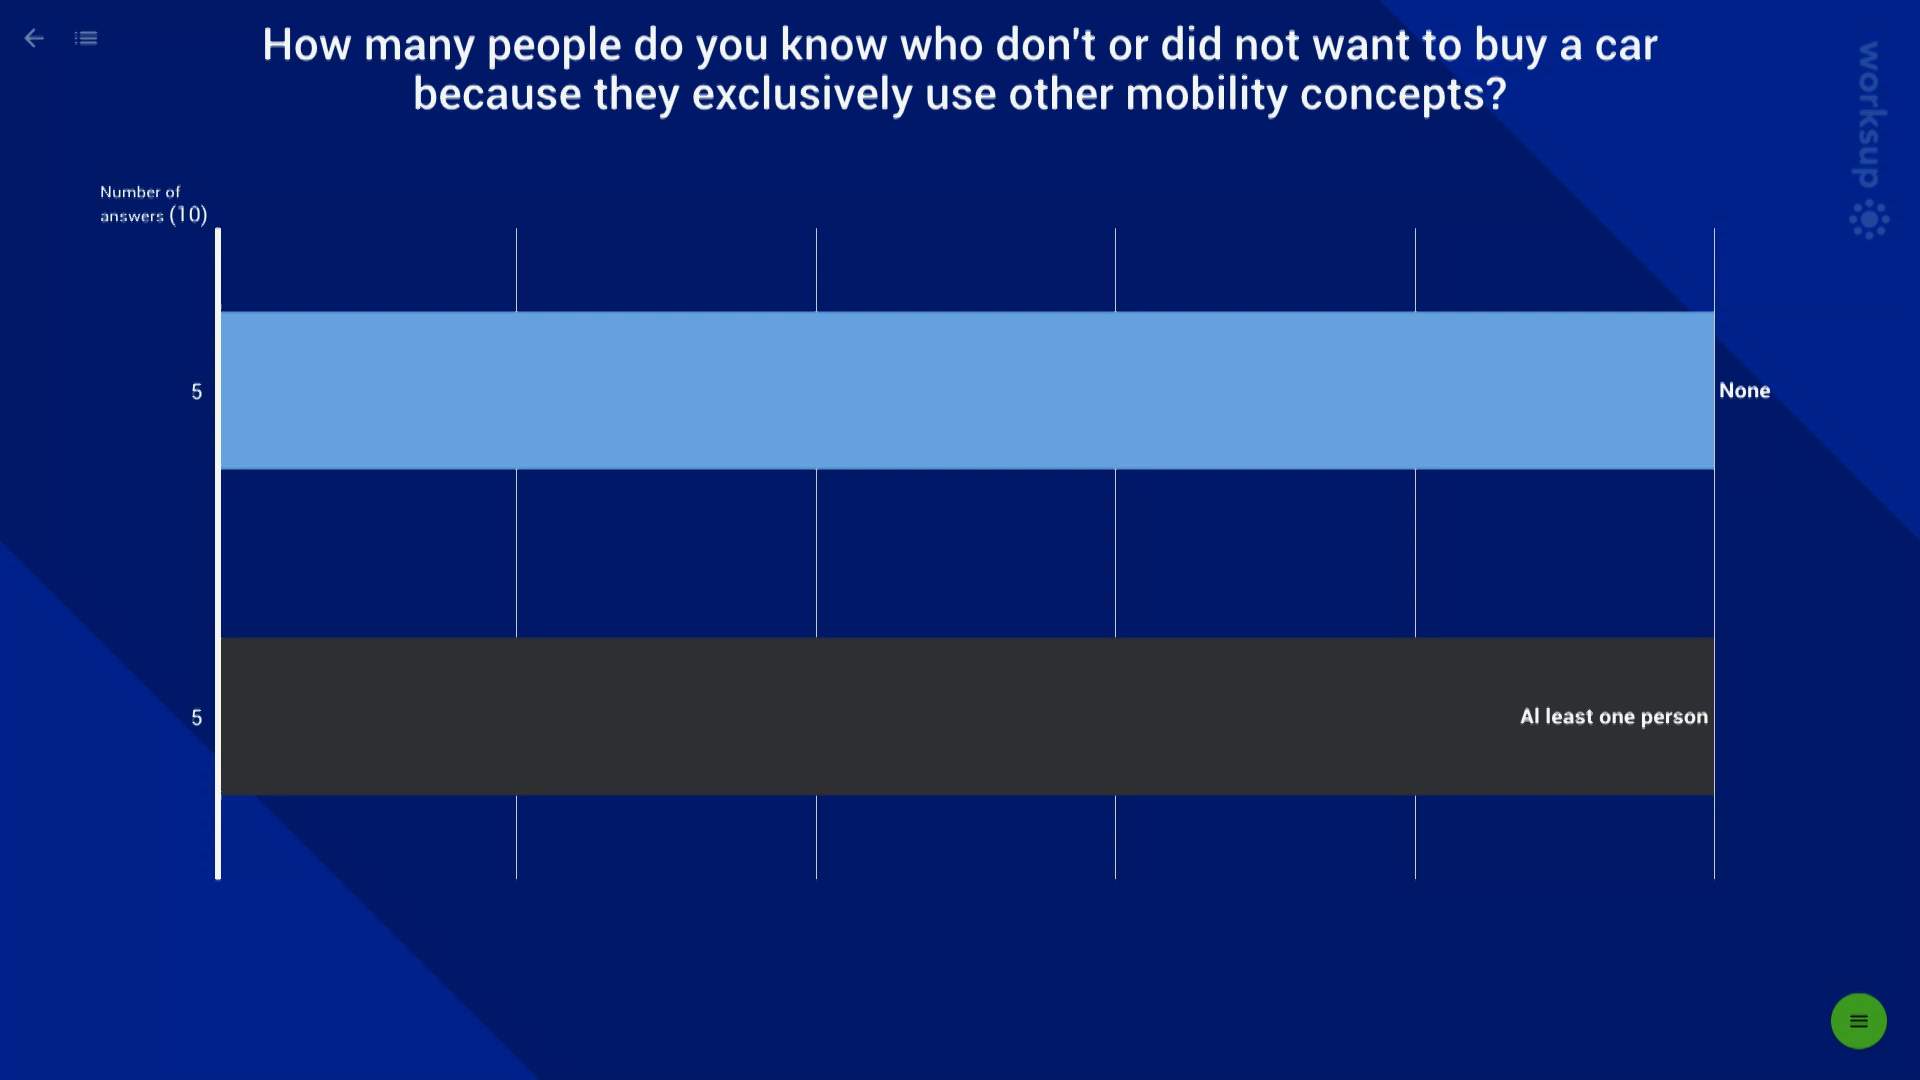 How many people do you know who don't or did not want to buy a car
because they exclusively use other mobility concepts?
worksup
Number of
answers (10)
5
None
5
Al least one person